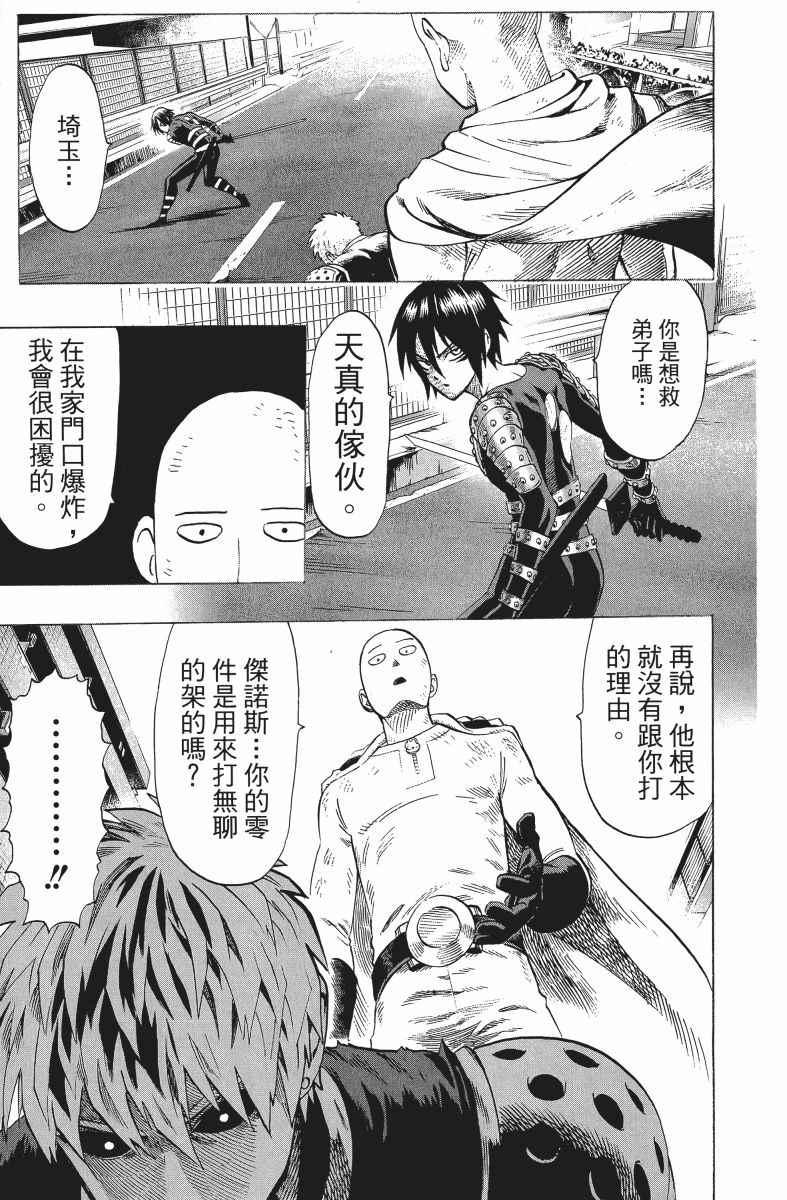 埼玉…
你是想救
弟子嗎…
天真的傢伙。
在我家門口爆炸，
我會很困擾的。
再說，他根本
就沒有跟你打
的理由。
傑諾斯…你的零
件是用來打無聊
的架的嗎？
…………!!